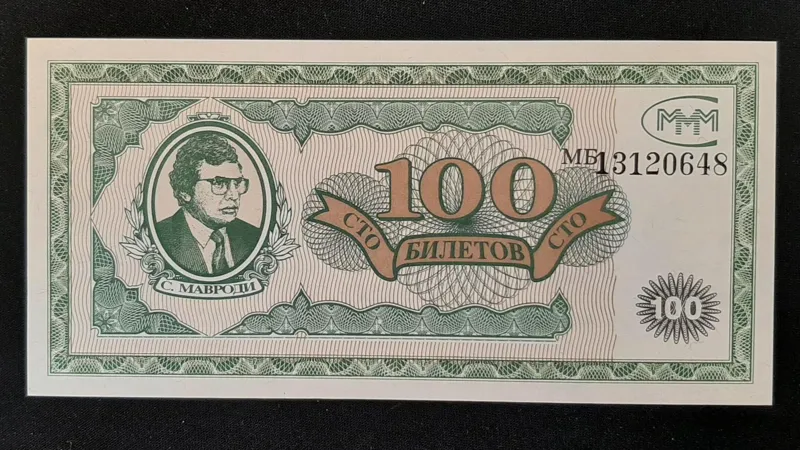 МММ
МБ13120648
100
СТО БИЛЕТОВ СТО
С. МАВРОДИ
100